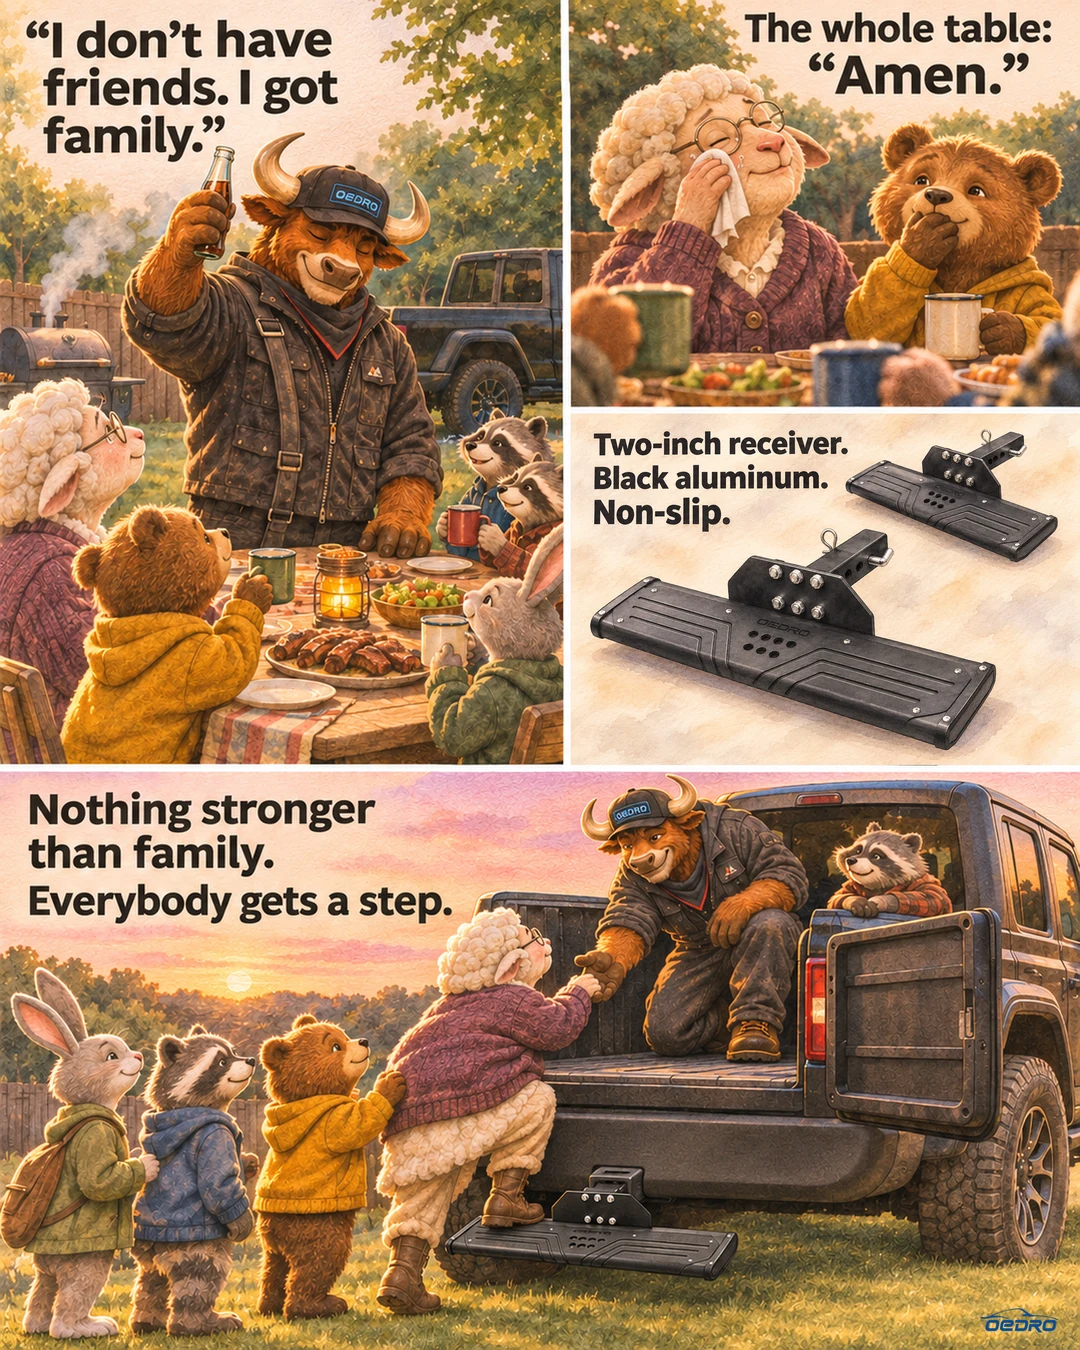 “I don’t have
friends. I got
family.”
OEDRO
The whole table:
“Amen.”
Two-inch receiver.
Black aluminum.
Non-slip.
OEDRO
Nothing stronger
than family.
Everybody gets a step.
OEDRO
OEDRO
OEDRO